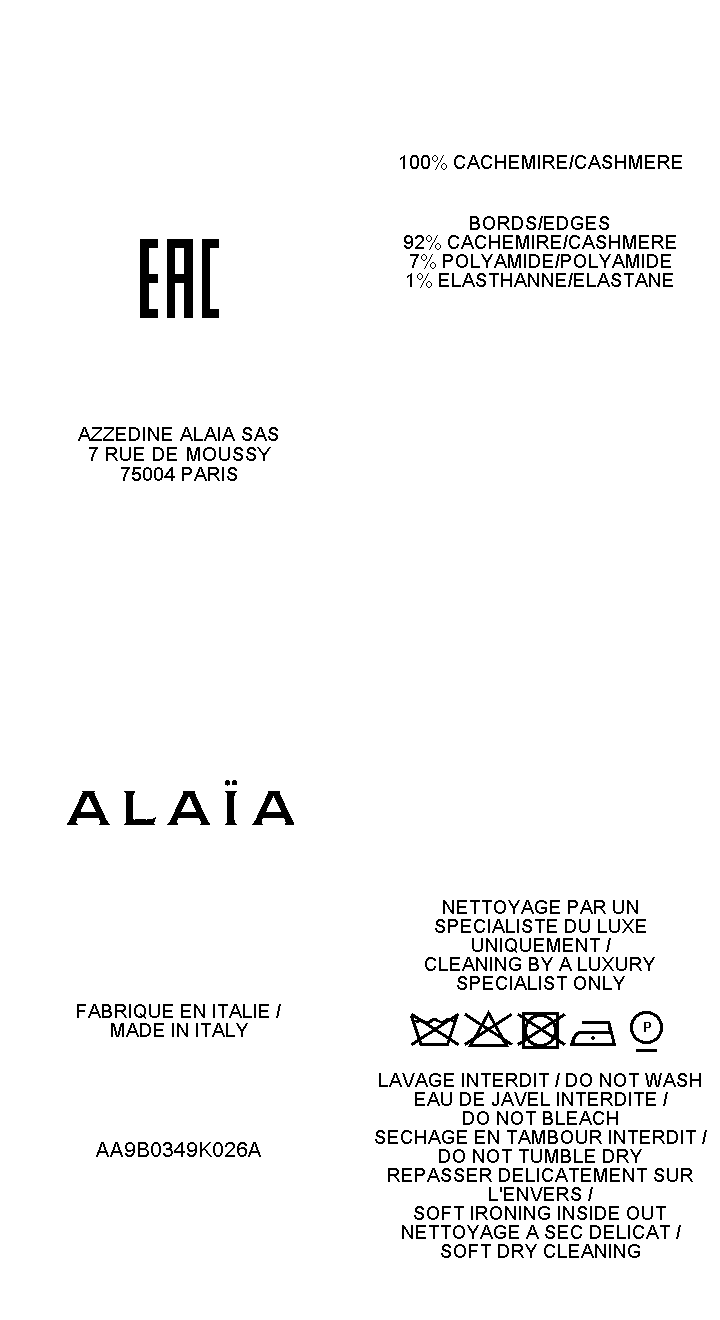 100% CACHEMIRE/CASHMERE
BORDS/EDGES
92% CACHEMIRE/CASHMERE
7% POLYAMIDE/POLYAMIDE
1% ELASTHANNE/ELASTANE
EAC
AZZEDINE ALAIA SAS
7 RUE DE MOUSSY
75004 PARIS
ALAÏA
FABRIQUE EN ITALIE /
MADE IN ITALY
AA9B0349K026A
NETTOYAGE PAR UN
SPECIALISTE DU LUXE
UNIQUEMENT /
CLEANING BY A LUXURY
SPECIALIST ONLY
P
LAVAGE INTERDIT / DO NOT WASH
EAU DE JAVEL INTERDITE /
DO NOT BLEACH
SECHAGE EN TAMBOUR INTERDIT /
DO NOT TUMBLE DRY
REPASSER DELICATEMENT SUR
L'ENVERS /
SOFT IRONING INSIDE OUT
NETTOYAGE A SEC DELICAT /
SOFT DRY CLEANING